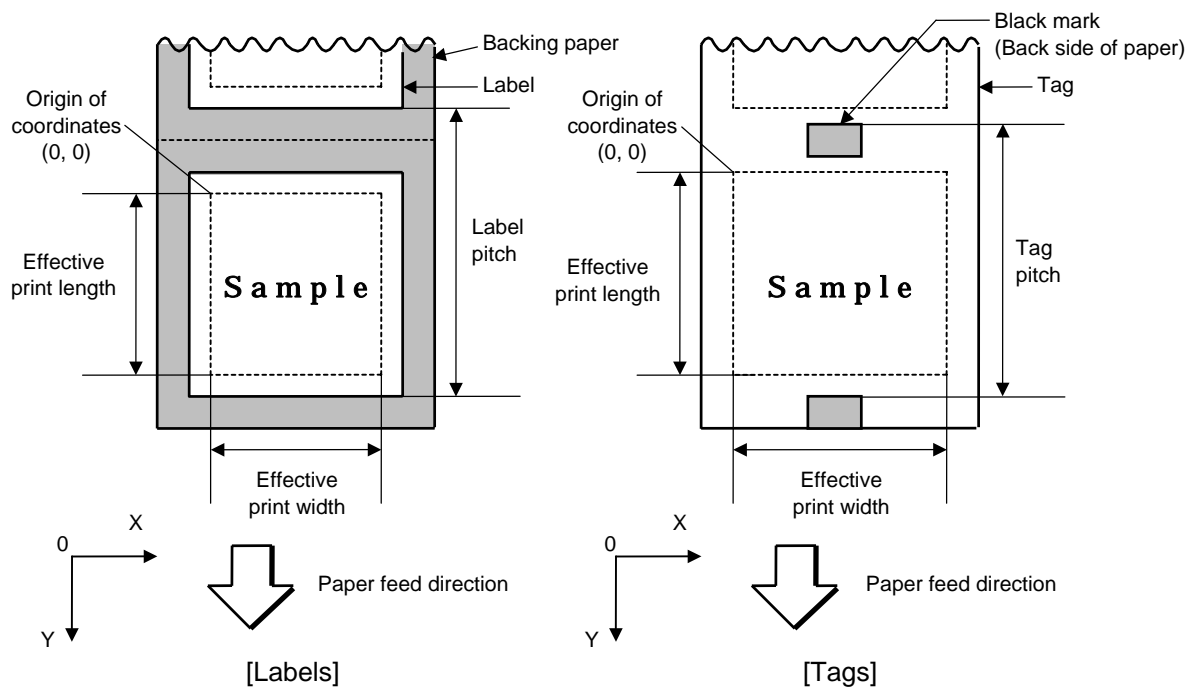 Backing paper
Label
Origin of
coordinates
(0, 0)
Label
pitch
Effective
print length
Sample
Effective
print width
0
X
Y
Paper feed direction
[Labels]
Black mark
(Back side of paper)
Tag
Origin of
coordinates
(0, 0)
Tag
pitch
Effective
print length
Sample
Effective
print width
0
X
Y
Paper feed direction
[Tags]